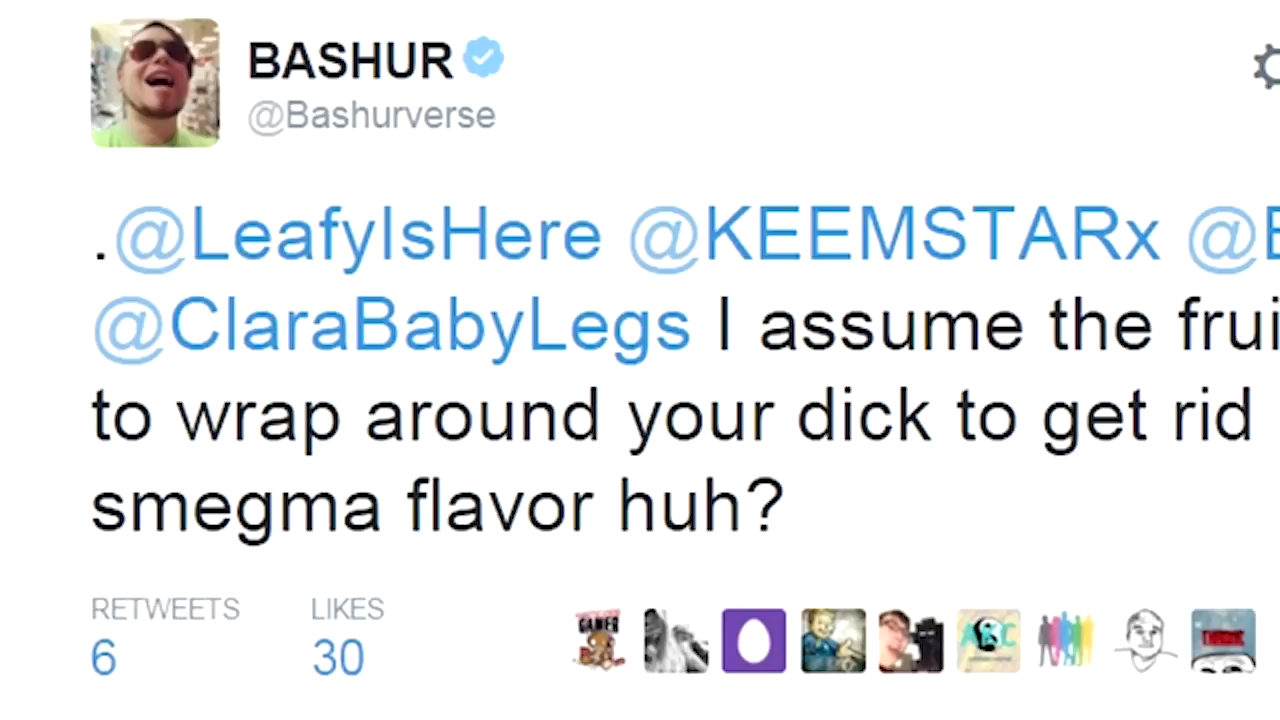 BASHUR
@Bashurverse
.@LeafyIsHere @KEEMSTARx
@ClaraBabyLegs I assume the
to wrap around your dick to get rid
smegma flavor huh?
RETWEETS LIKES
6 30
GAMER